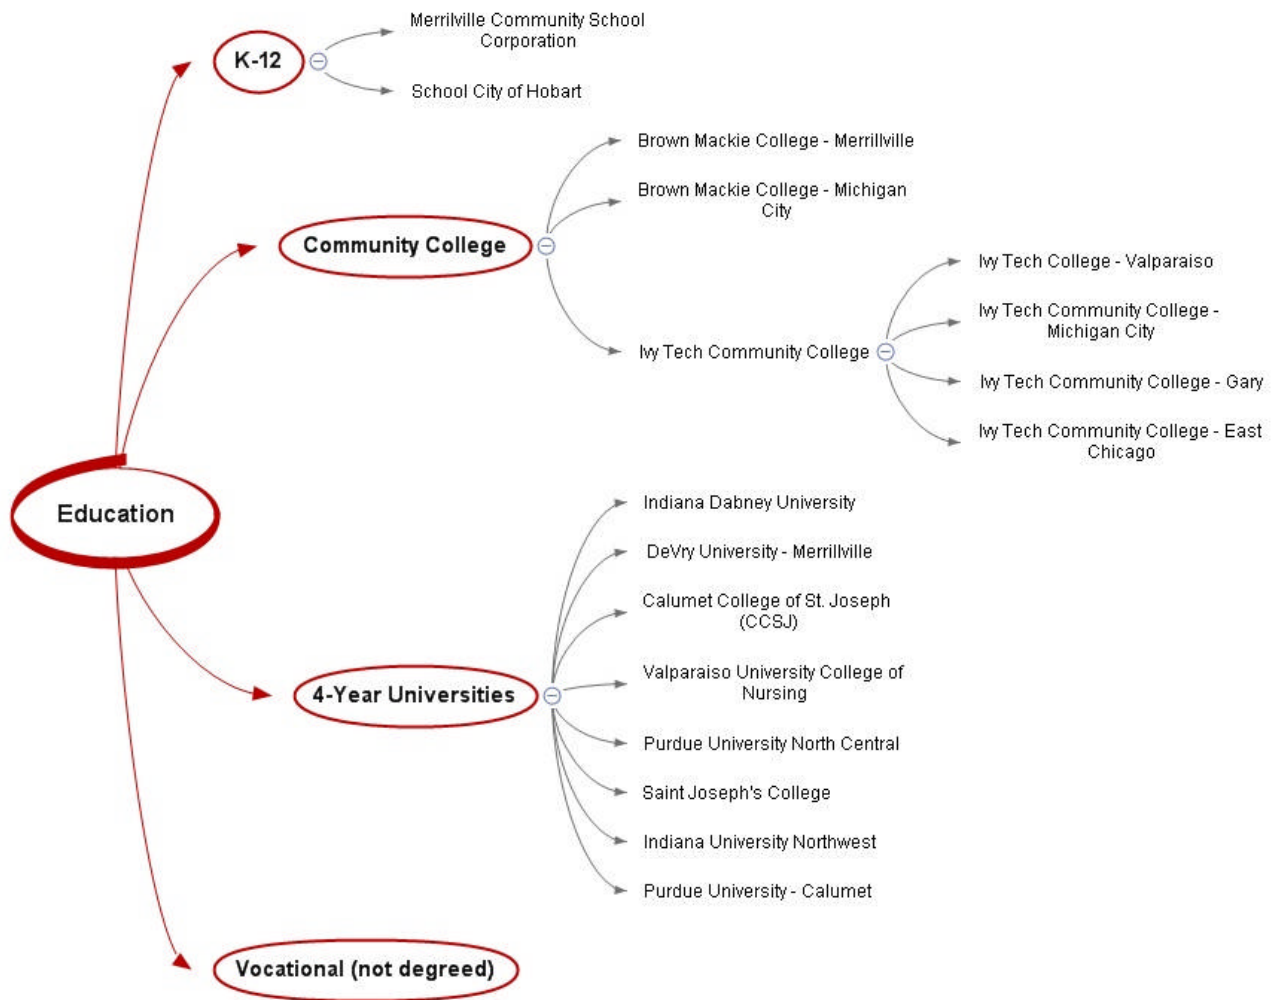 Merrilville Community School
Corporation
K-12
School City of Hobart
Brown Mackie College - Merrillville
Brown Mackie College - Michigan
City
Community College
Ivy Tech College - Valparaiso
Ivy Tech Community College -
Michigan City
Ivy Tech Community College
Ivy Tech Community College - Gary
Ivy Tech Community College - East
Chicago
Education
Indiana Dabney University
DeVry University - Merrillville
Calumet College of St. Joseph
(CCSJ)
Valparaiso University College of
Nursing
4-Year Universities
Purdue University North Central
Saint Joseph's College
Indiana University Northwest
Purdue University - Calumet
Vocational (not degreed)